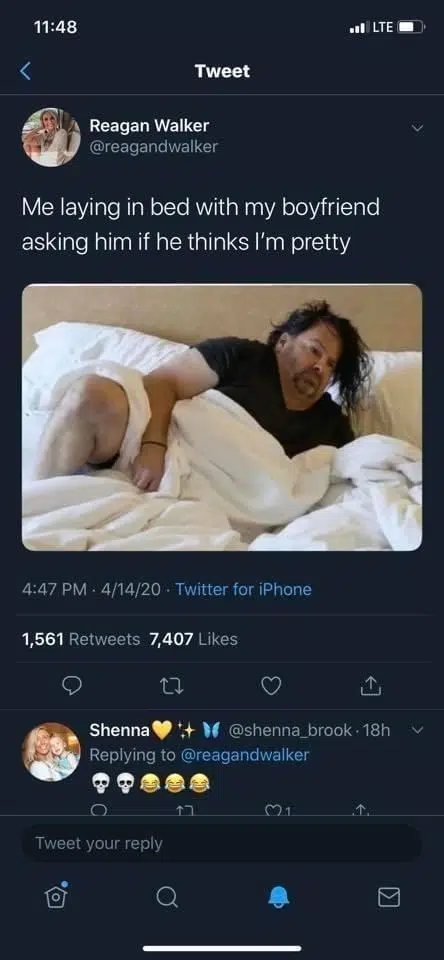 11:48
LTE
Tweet
Reagan Walker
@reagandwalker
Me laying in bed with my boyfriend
asking him if he thinks I'm pretty
4:47 PM · 4/14/20 · Twitter for iPhone
1,561 Retweets 7,407 Likes
Shenna💛✨🦋 @shenna_brook · 18h
Replying to @reagandwalker
💀💀😂😂😂
1
Tweet your reply